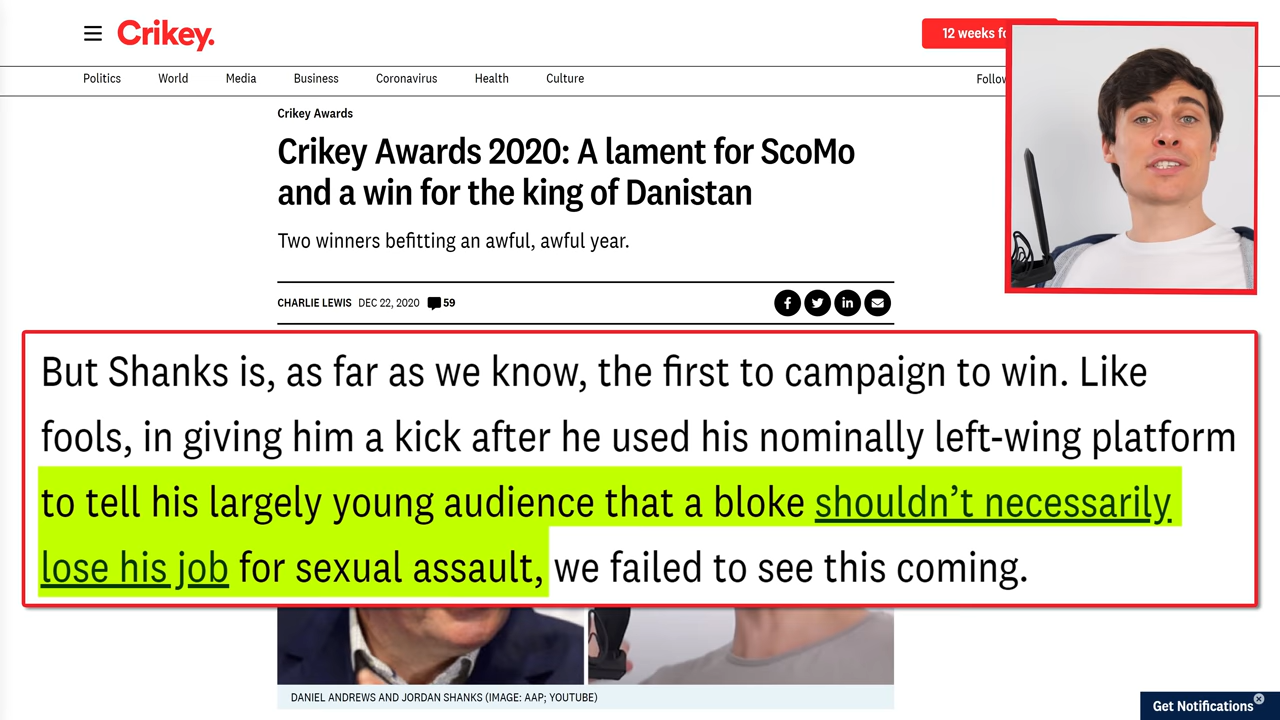 Crikey.
12 weeks fo
Politics World Media Business Coronavirus Health Culture
Follow
Crikey Awards
Crikey Awards 2020: A lament for ScoMo
and a win for the king of Danistan
Two winners befitting an awful, awful year.
CHARLIE LEWIS DEC 22, 2020 59
But Shanks is, as far as we know, the first to campaign to win. Like
fools, in giving him a kick after he used his nominally left-wing platform
to tell his largely young audience that a bloke shouldn’t necessarily
lose his job for sexual assault, we failed to see this coming.
DANIEL ANDREWS AND JORDAN SHANKS (IMAGE: AAP; YOUTUBE)
Get Notifications